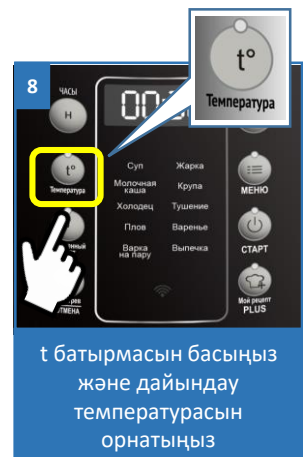 8
ЧАСЫ
H
t°
Температура
t°
Температура
Суп
Жарка
Молочная каша
Крупа
Холодец
Тушение
Плов
Варенье
Варка на пару
Выпечка
МЕНЮ
СТАРТ
Мой рецепт
PLUS
t батырмасын басыңыз
және дайындау
температурасын
орнатыңыз